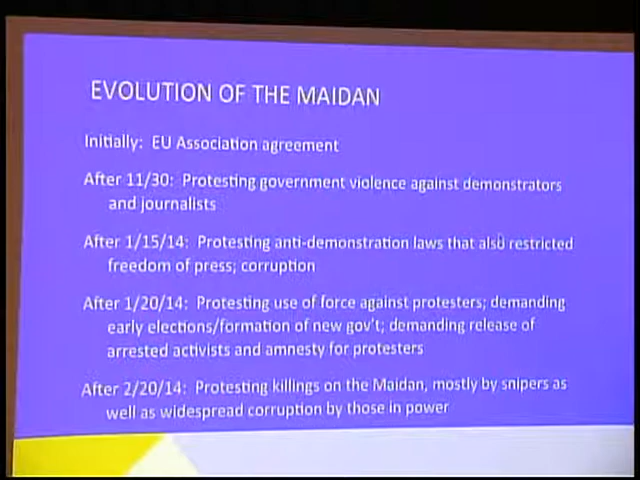 EVOLUTION OF THE MAIDAN
Initially: EU Association agreement
After 11/30: Protesting government violence against demonstrators
and journalists
After 1/15/14: Protesting anti-demonstration laws that also restricted
freedom of press; corruption
After 1/20/14: Protesting use of force against protesters; demanding
early elections/formation of new gov't; demanding release of
arrested activists and amnesty for protesters
After 2/20/14: Protesting killings on the Maidan, mostly by snipers as
well as widespread corruption by those in power